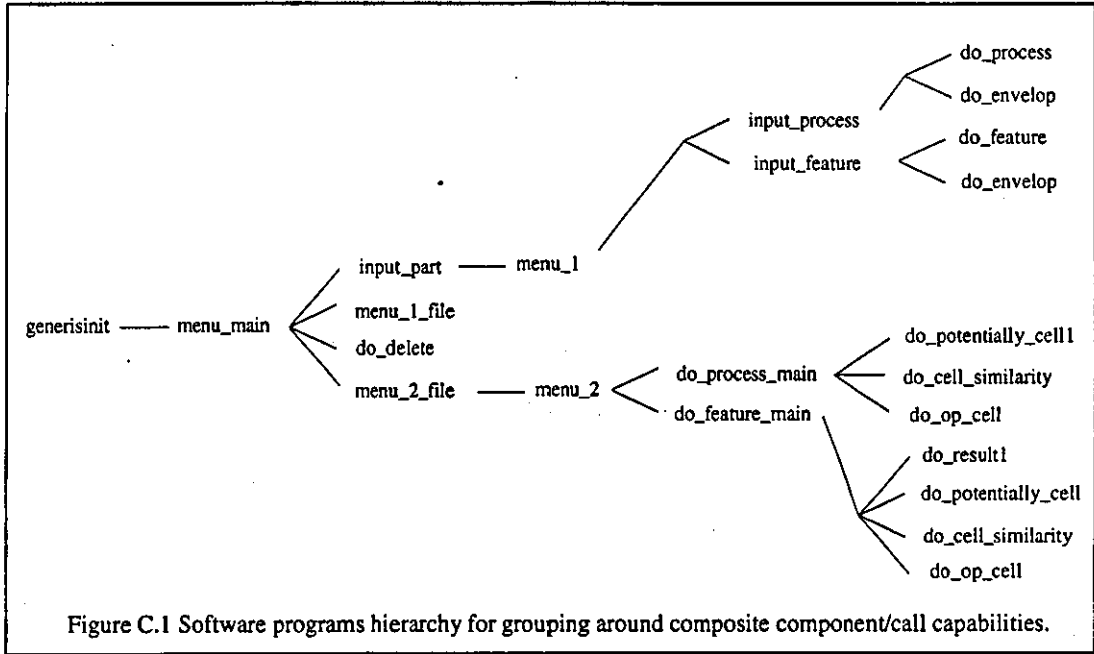 do_process
do_envelop
input_process
do_feature
input_feature
do_envelop
input_part
menu_1
menu_1_file
generisinit
menu_main
do_delete
do_potentially_cell1
menu_2_file
menu_2
do_process_main
do_cell_similarity
do_feature_main
do_op_cell
do_result1
do_potentially_cell
do_cell_similarity
do_op_cell
Figure C.1 Software programs hierarchy for grouping around composite component/call capabilities.